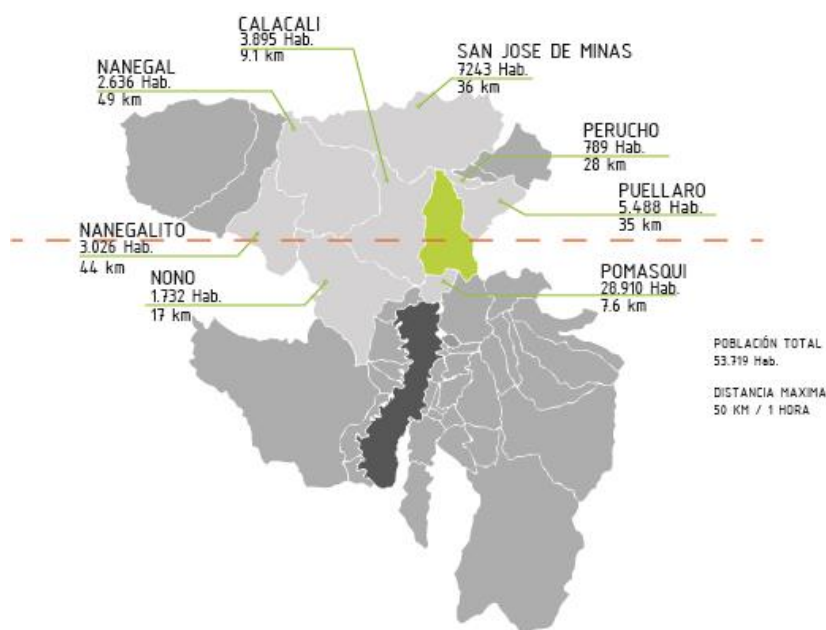 CALACALI
3.895 Hab.
9.1 km
SAN JOSE DE MINAS
7243 Hab.
36 km
NANEGAL
2.636 Hab.
49 km
PERUCHO
789 Hab.
28 km
PUELLARO
5.488 Hab.
35 km
NANEGALITO
3.026 Hab.
44 km
NONO
1.732 Hab.
17 km
POMASQUI
28.910 Hab.
7.6 km
POBLACIÓN TOTAL
53.719 Hab.
DISTANCIA MAXIMA
50 KM / 1 HORA